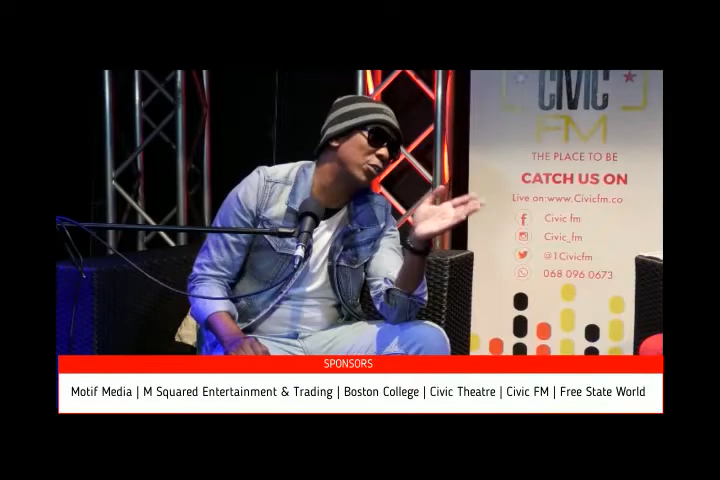 CIVIC
FM
THE PLACE TO BE
CATCH US ON
Live on:www.Civicfm.co
Civic fm
Civic_fm
@1Civicfm
068 096 0673
SPONSORS
Motif Media | M Squared Entertainment & Trading | Boston College | Civic Theatre | Civic FM | Free State World